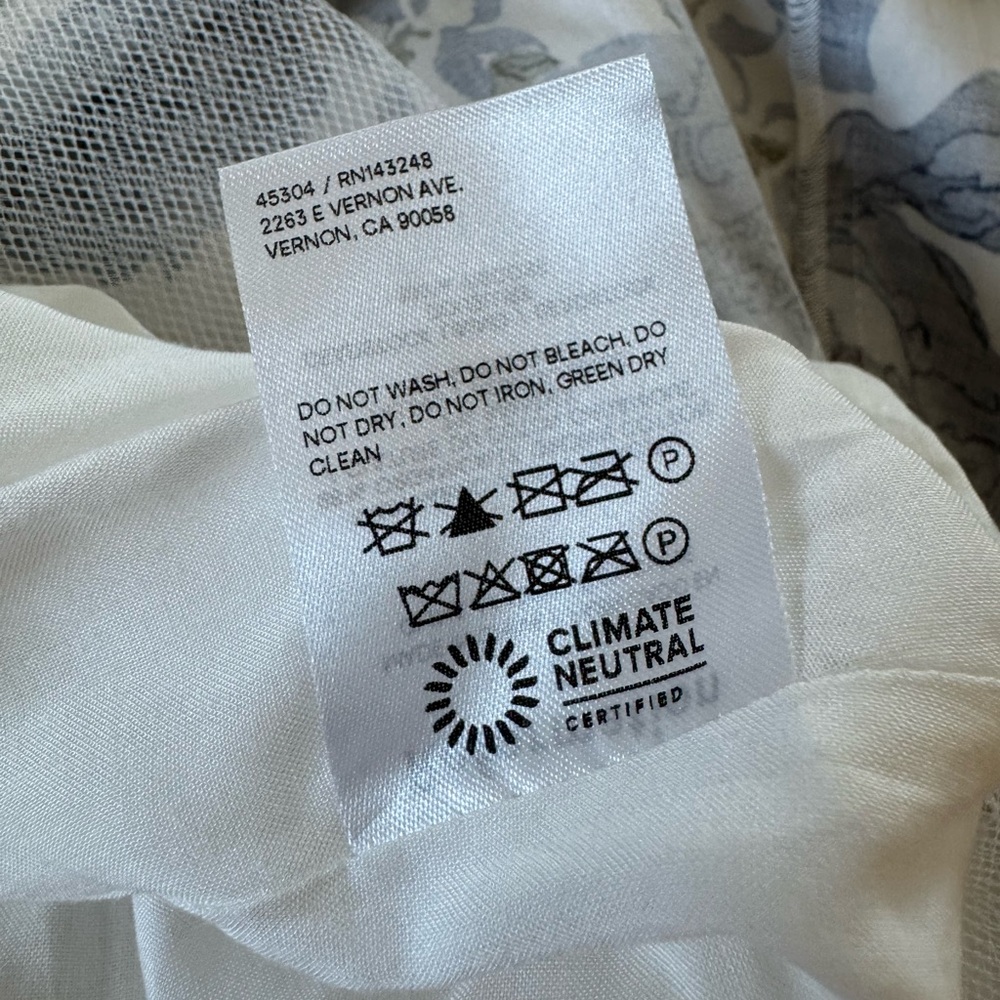 45304 / RN143248
2263 E VERNON AVE.
VERNON, CA 90058
DO NOT WASH, DO NOT BLEACH, DO
NOT DRY, DO NOT IRON, GREEN DRY
CLEAN
P
P
CLIMATE
NEUTRAL
CERTIFIED